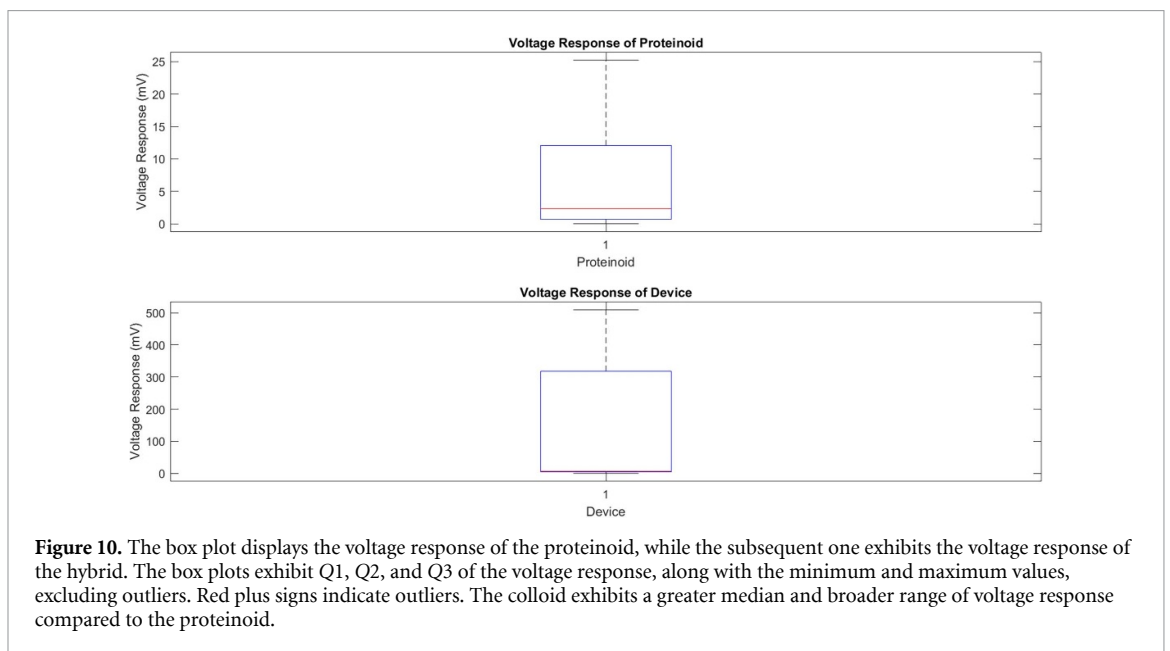 Voltage Response of Proteinoid
Voltage Response (mV)
25
20
15
10
5
0
1
Proteinoid
Voltage Response of Device
Voltage Response (mV)
500
400
300
200
100
0
1
Device
Figure 10. The box plot displays the voltage response of the proteinoid, while the subsequent one exhibits the voltage response of
the hybrid. The box plots exhibit Q1, Q2, and Q3 of the voltage response, along with the minimum and maximum values,
excluding outliers. Red plus signs indicate outliers. The colloid exhibits a greater median and broader range of voltage response
compared to the proteinoid.